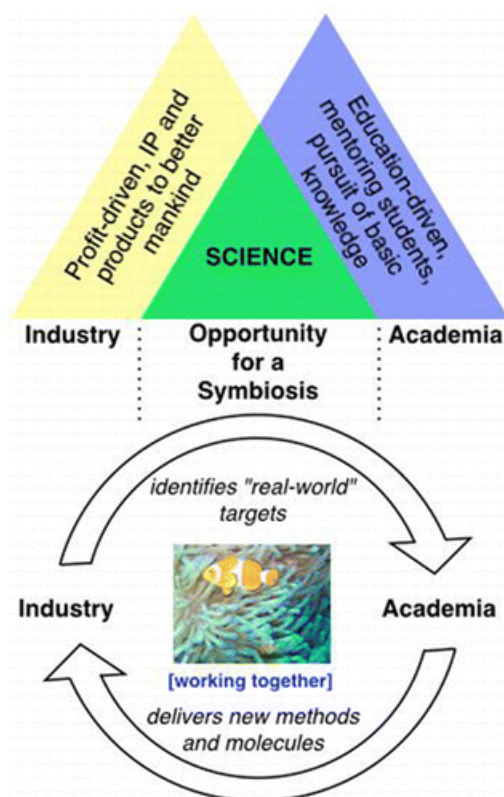 Profit-driven, IP and
products to better
mankind
Education-driven,
mentoring students,
pursuit of basic
knowledge
SCIENCE
Industry
Opportunity
for a
Symbiosis
Academia
identifies "real-world"
targets
Industry
Academia
[working together]
delivers new methods
and molecules